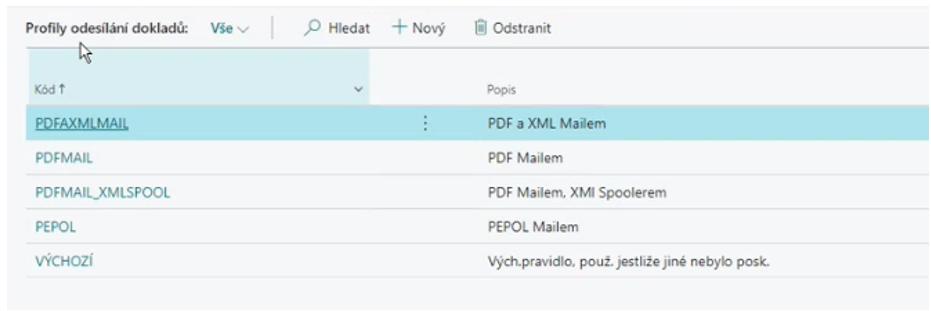 Profily odesílání dokladů: Vše Hledat Nový Odstranit
Kód ↑ Popis
PDFAXMLMAIL PDF a XML Mailem
PDFMAIL PDF Mailem
PDFMAIL_XMLSPOOL PDF Mailem, XMl Spoolerem
PEPOL PEPOL Mailem
VÝCHOZÍ Vých.pravidlo, použ. jestliže jiné nebylo posk.